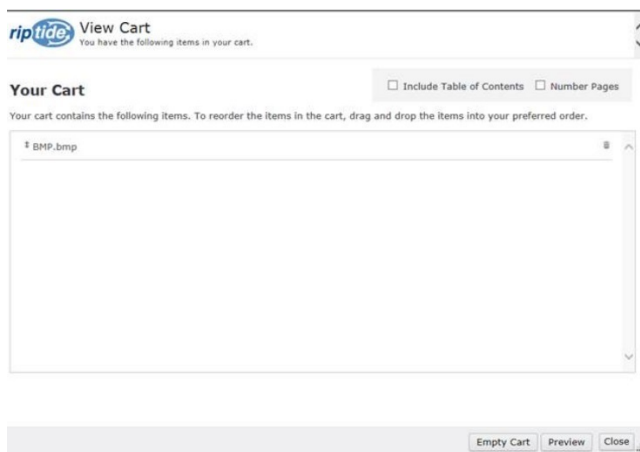 riptide
View Cart
You have the following items in your cart.
Your Cart
Include Table of Contents Number Pages
Your cart contains the following items. To reorder the items in the cart, drag and drop the items into your preferred order.
BMP.bmp
Empty Cart Preview Close